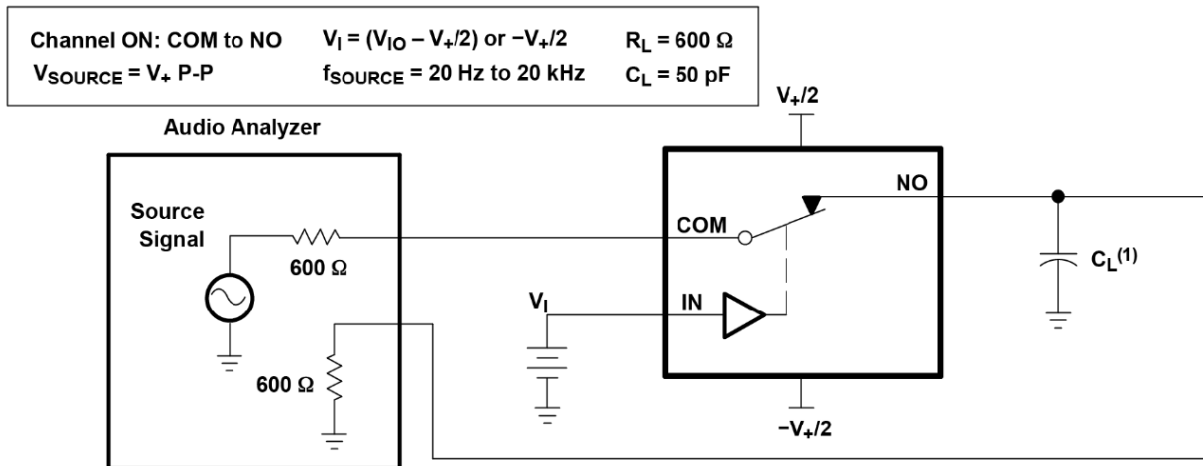 Channel ON: COM to NO V_I = (V_IO – V_+/2) or −V_+/2 R_L = 600 Ω
V_SOURCE = V_+ P-P f_SOURCE = 20 Hz to 20 kHz C_L = 50 pF
V_+/2
Audio Analyzer
NO
Source
Signal
COM
600 Ω
C_L^(1)
V_I
IN
600 Ω
−V_+/2